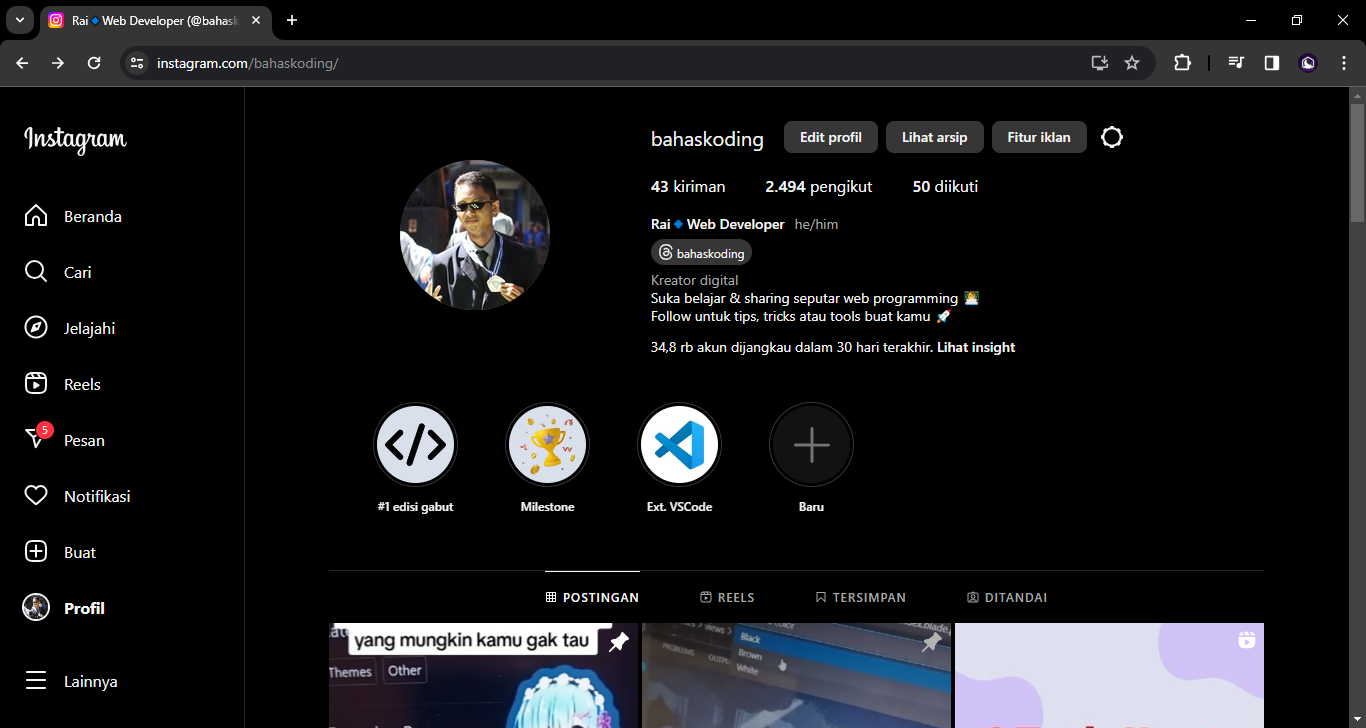 Rai🔹Web Developer (@bahask
instagram.com/bahaskoding/
Instagram
Beranda
Cari
Jelajahi
Reels
5
Pesan
Notifikasi
Buat
Profil
Lainnya
bahaskoding
Edit profil
Lihat arsip
Fitur iklan
43 kiriman
2.494 pengikut
50 diikuti
Rai🔹Web Developer he/him
bahaskoding
Kreator digital
Suka belajar & sharing seputar web programming 👨‍💻
Follow untuk tips, tricks atau tools buat kamu 🚀
34,8 rb akun dijangkau dalam 30 hari terakhir. Lihat insight
#1 edisi gabut
Milestone
Ext. VSCode
Baru
POSTINGAN
REELS
TERSIMPAN
DITANDAI
yang mungkin kamu gak tau
Themes
Other
views
PROBLEMS
Black
Brown
White